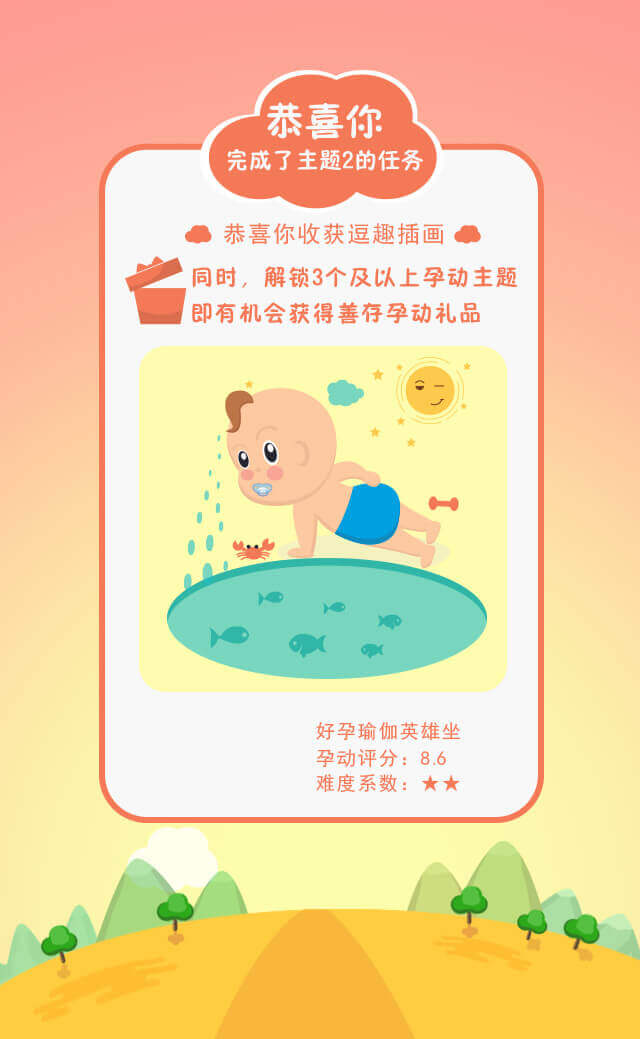 恭喜你
完成了主题2的任务
恭喜你收获逗趣插画
同时，解锁3个及以上孕动主题
即有机会获得善存孕动礼品
好孕瑜伽英雄坐
孕动评分：8.6
难度系数：★★